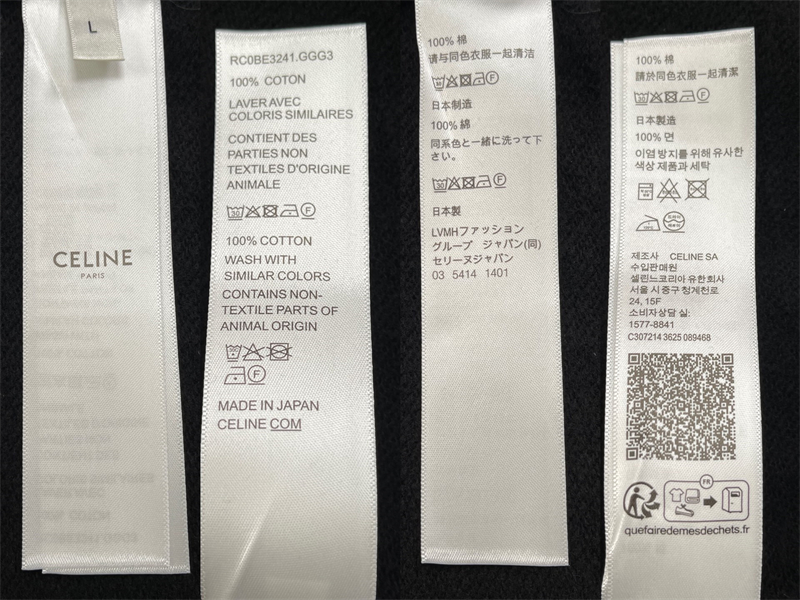 L
CELINE
PARIS
RC0BE3241.GGG3
100% COTON
LAVER AVEC
COLORIS SIMILAIRES
CONTIENT DES
PARTIES NON
TEXTILES D'ORIGINE
ANIMALE
100% COTTON
WASH WITH
SIMILAR COLORS
CONTAINS NON-
TEXTILE PARTS OF
ANIMAL ORIGIN
MADE IN JAPAN
CELINE.COM
100% 棉
请与同色衣服一起清洁
日本制造
100% 綿
同系色と一緒に洗って下
さい。
日本製
LVMHファッション
グループ ジャパン(同)
セリーヌジャパン
03 5414 1401
100% 棉
請於同色衣服一起清潔
日本製造
100% 면
이염 방지를 위해 유사한
색상 제품과 세탁
제조사 CELINE SA
수입판매원
셀린느코리아 유한회사
서울 시 중구 청계천로
24, 15F
소비자상담 실:
1577-8841
C307214 3625 089468
FR
quefairedemesdechets.fr